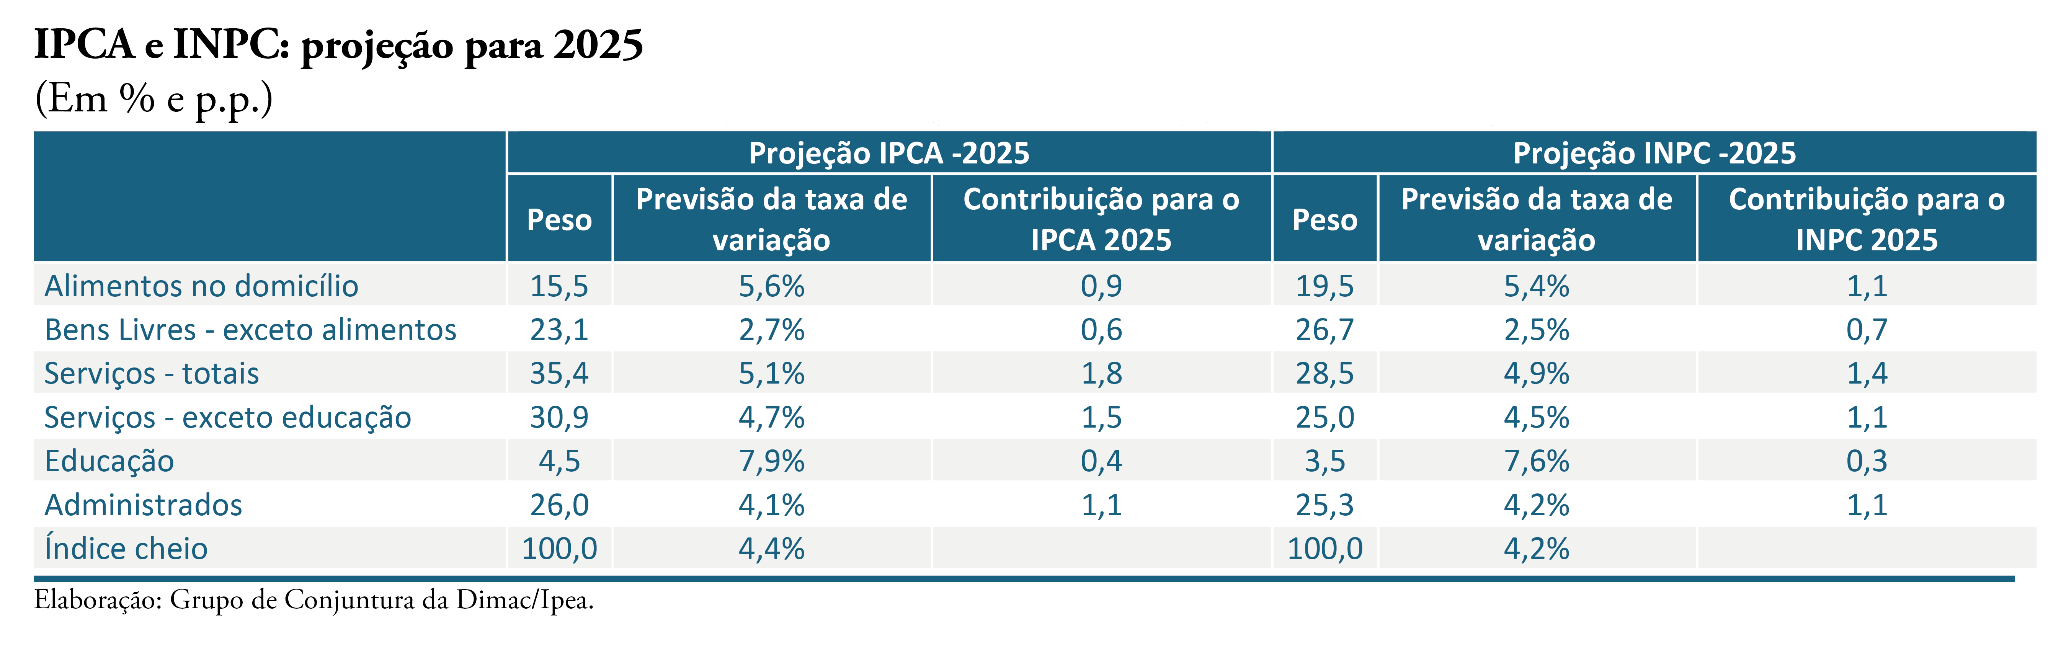 IPCA e INPC: projeção para 2025
(Em % e p.p.)
Projeção IPCA -2025 Projeção INPC -2025
Peso Previsão da taxa de variação Contribuição para o IPCA 2025 Peso Previsão da taxa de variação Contribuição para o INPC 2025
Alimentos no domicílio 15,5 5,6% 0,9 19,5 5,4% 1,1
Bens Livres - exceto alimentos 23,1 2,7% 0,6 26,7 2,5% 0,7
Serviços - totais 35,4 5,1% 1,8 28,5 4,9% 1,4
Serviços - exceto educação 30,9 4,7% 1,5 25,0 4,5% 1,1
Educação 4,5 7,9% 0,4 3,5 7,6% 0,3
Administrados 26,0 4,1% 1,1 25,3 4,2% 1,1
Índice cheio 100,0 4,4% 100,0 4,2%
Elaboração: Grupo de Conjuntura da Dimac/Ipea.